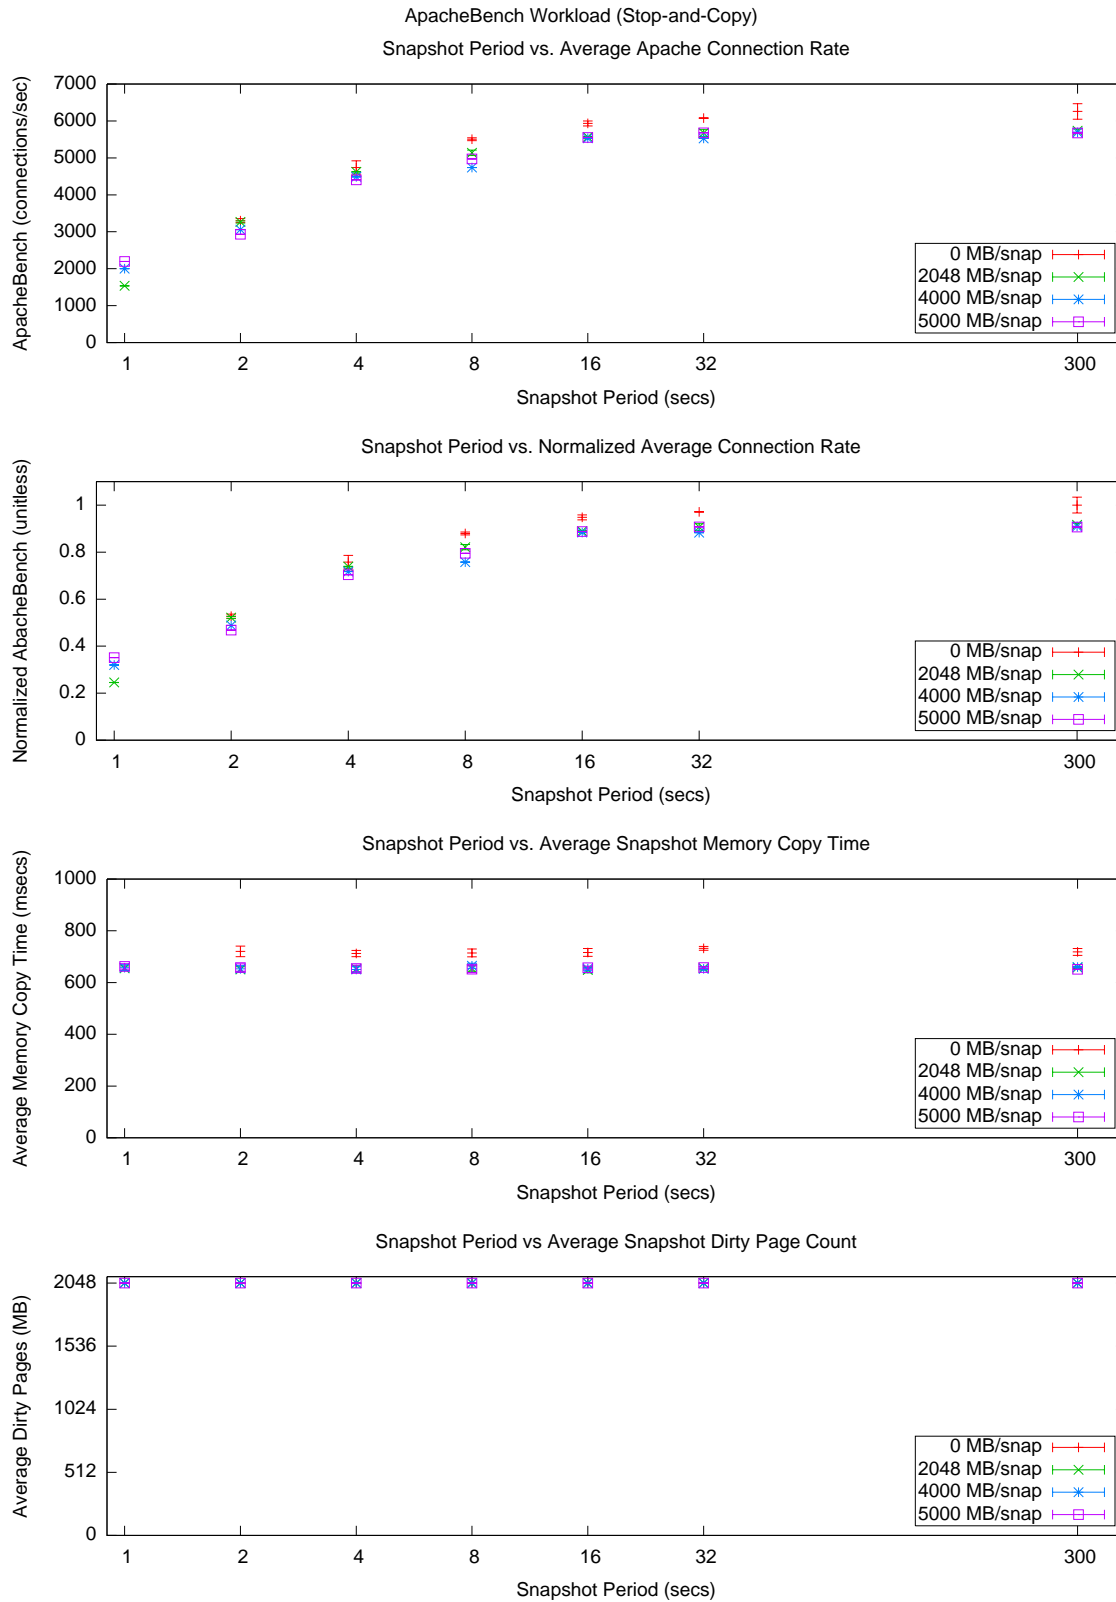 ApacheBench Workload (Stop-and-Copy)
Snapshot Period vs. Average Apache Connection Rate
ApacheBench (connections/sec)
7000
6000
5000
4000
3000
2000
1000
0
0 MB/snap
2048 MB/snap
4000 MB/snap
5000 MB/snap
1 2 4 8 16 32 300
Snapshot Period (secs)
Snapshot Period vs. Normalized Average Connection Rate
Normalized AbacheBench (unitless)
1
0.8
0.6
0.4
0.2
0
0 MB/snap
2048 MB/snap
4000 MB/snap
5000 MB/snap
1 2 4 8 16 32 300
Snapshot Period (secs)
Snapshot Period vs. Average Snapshot Memory Copy Time
Average Memory Copy Time (msecs)
1000
800
600
400
200
0
0 MB/snap
2048 MB/snap
4000 MB/snap
5000 MB/snap
1 2 4 8 16 32 300
Snapshot Period (secs)
Snapshot Period vs Average Snapshot Dirty Page Count
Average Dirty Pages (MB)
2048
1536
1024
512
0
0 MB/snap
2048 MB/snap
4000 MB/snap
5000 MB/snap
1 2 4 8 16 32 300
Snapshot Period (secs)